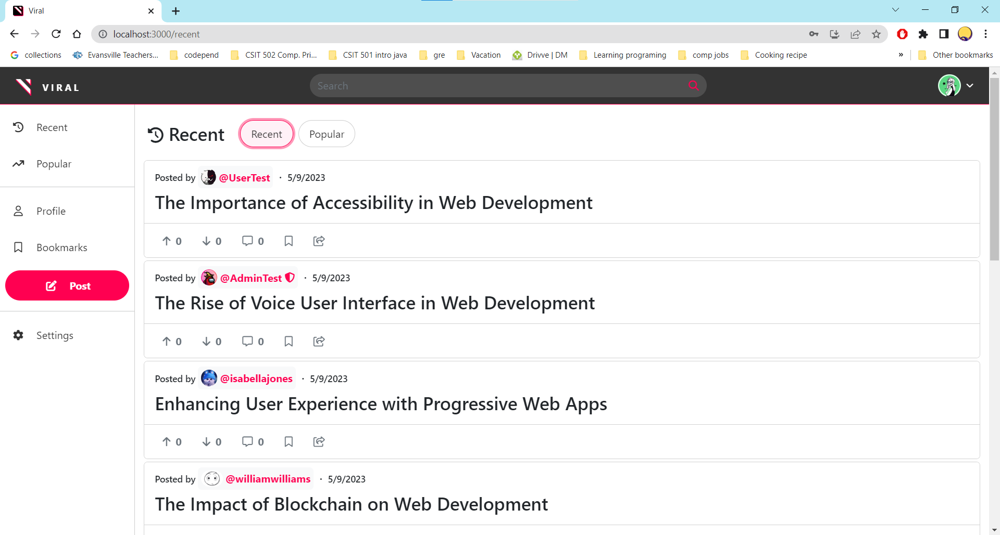 Viral
localhost:3000/recent
collections Evansville Teachers... codepend CSIT 502 Comp. Pri... CSIT 501 intro java gre Vacation Drivve | DM Learning programing comp jobs Cooking recipe » Other bookmarks
VIRAL
Search
Recent
Popular
Profile
Bookmarks
Post
Settings
Recent Recent Popular
Posted by @UserTest · 5/9/2023
The Importance of Accessibility in Web Development
0 0 0
Posted by @AdminTest · 5/9/2023
The Rise of Voice User Interface in Web Development
0 0 0
Posted by @isabellajones · 5/9/2023
Enhancing User Experience with Progressive Web Apps
0 0 0
Posted by @williamwilliams · 5/9/2023
The Impact of Blockchain on Web Development